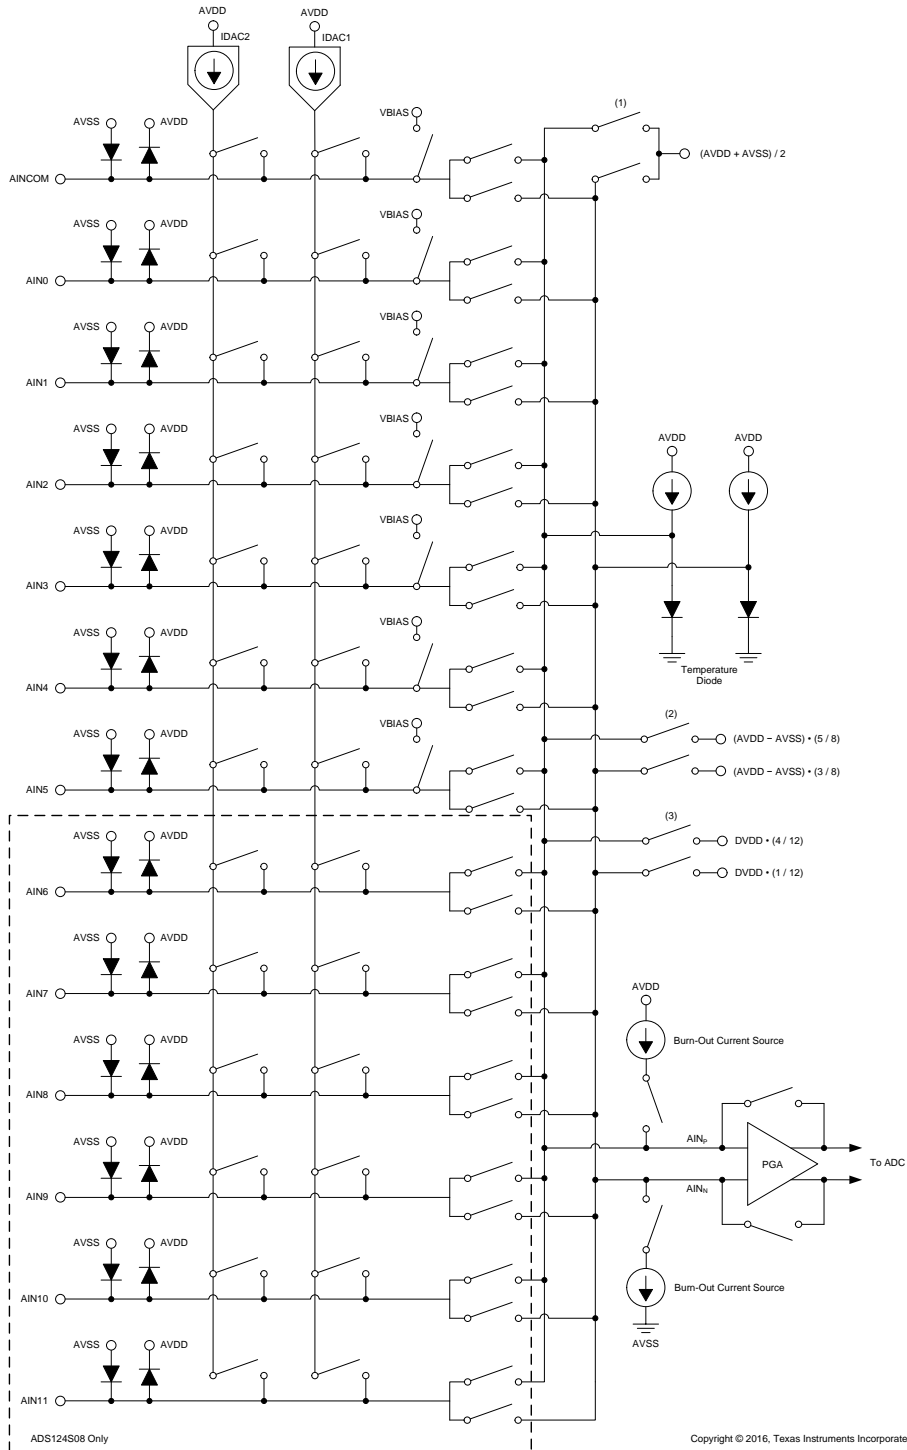 AVDD AVDD
IDAC2 IDAC1
(1)
AVSS AVDD VBIAS
(AVDD + AVSS) / 2
AINCOM
AVSS AVDD VBIAS
AIN0
AVSS AVDD VBIAS
AIN1
AVSS AVDD VBIAS
AIN2
AVDD AVDD
AVSS AVDD VBIAS
AIN3
AVSS AVDD VBIAS
AIN4
Temperature
Diode
AVSS AVDD VBIAS
AIN5
(2)
(AVDD − AVSS) • (5 / 8)
(AVDD − AVSS) • (3 / 8)
(3)
DVDD • (4 / 12)
DVDD • (1 / 12)
AVSS AVDD
AIN6
AVSS AVDD
AIN7
AVDD
Burn-Out Current Source
AVSS AVDD
AIN8
AVSS AVDD
AIN9
AINP
PGA
To ADC
AINN
AVSS AVDD
AIN10
Burn-Out Current Source
AVSS
AVSS AVDD
AIN11
ADS124S08 Only
Copyright © 2016, Texas Instruments Incorporate